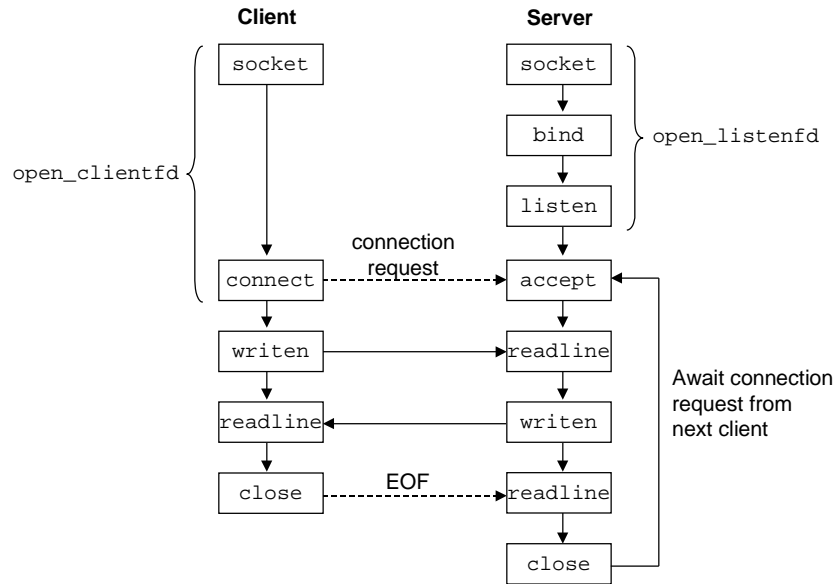 Client Server
socket socket
bind
open_listenfd
open_clientfd
listen
connection
request
connect accept
writen readline
Await connection
request from
next client
readline writen
EOF
close readline
close